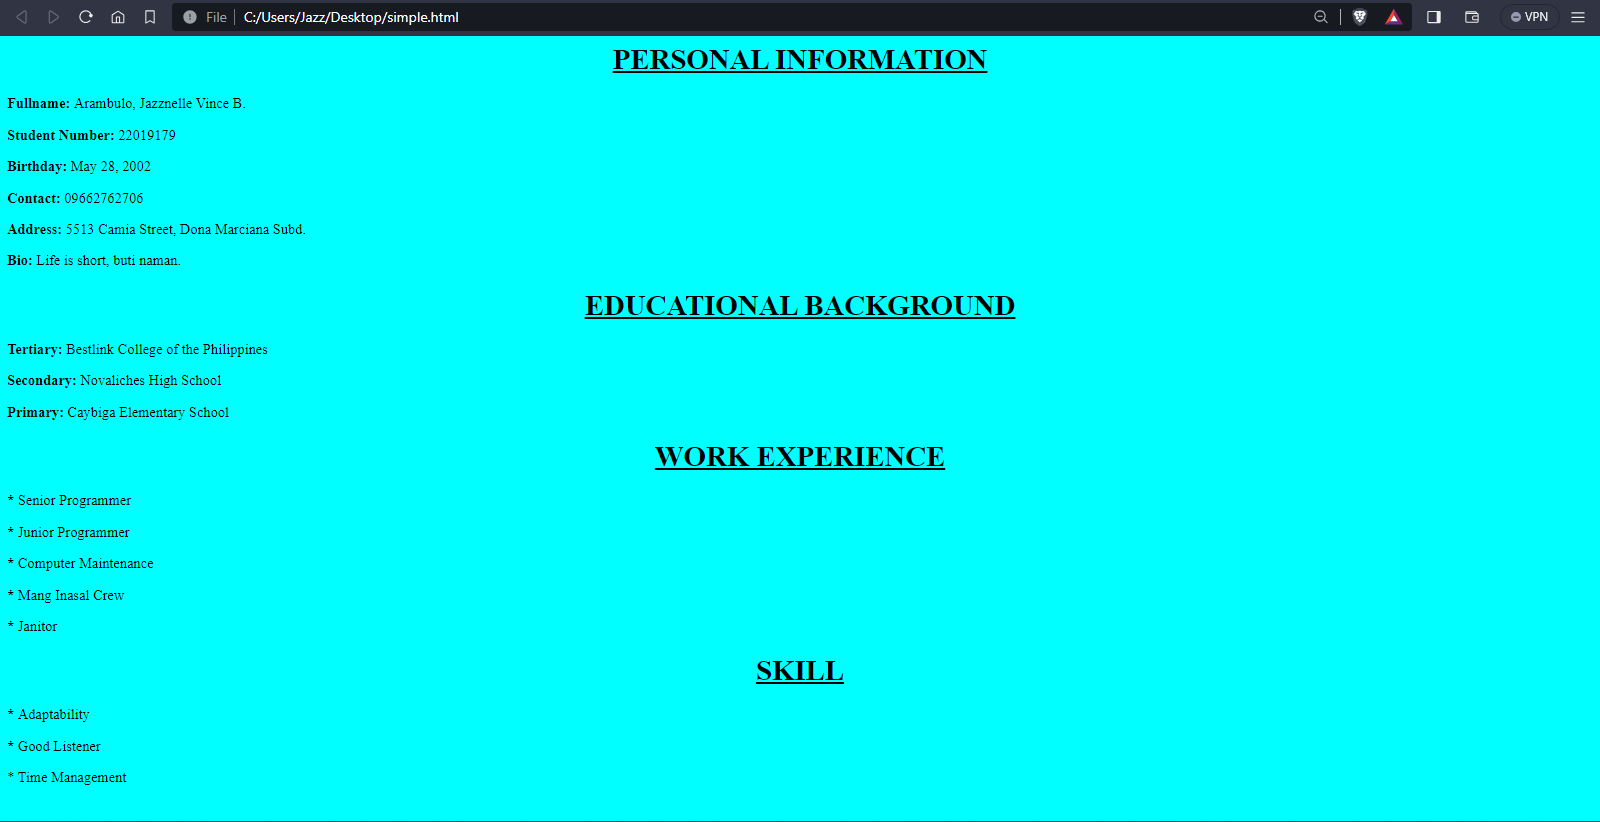 File C:/Users/Jazz/Desktop/simple.html VPN
PERSONAL INFORMATION
Fullname: Arambulo, Jazznelle Vince B.
Student Number: 22019179
Birthday: May 28, 2002
Contact: 09662762706
Address: 5513 Camia Street, Dona Marciana Subd.
Bio: Life is short, buti naman.
EDUCATIONAL BACKGROUND
Tertiary: Bestlink College of the Philippines
Secondary: Novaliches High School
Primary: Caybiga Elementary School
WORK EXPERIENCE
* Senior Programmer
* Junior Programmer
* Computer Maintenance
* Mang Inasal Crew
* Janitor
SKILL
* Adaptability
* Good Listener
* Time Management